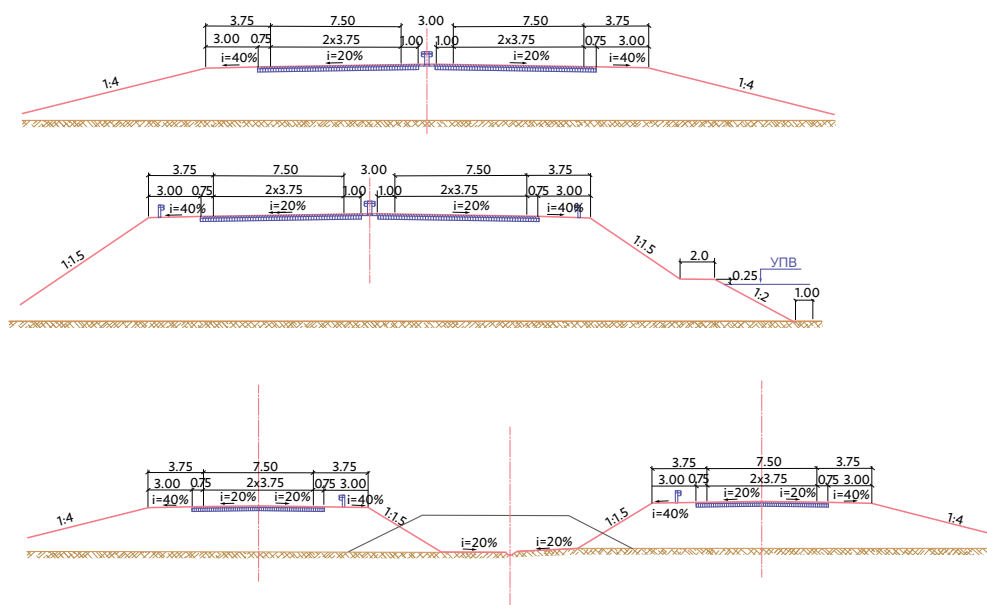 3.75 7.50 3.00 7.50 3.75
3.00 0.75 2x3.75 1.00 1.00 2x3.75 0.75 3.00
i=40% i=20% i=20% i=40%
1:4 1:4
3.75 7.50 3.00 7.50 3.75
3.00 0.75 2x3.75 1.00 1.00 2x3.75 0.75 3.00
i=40% i=20% i=20% i=40%
1:1.5 1:1.5
2.0 УПВ
0.25
1:2 1.00
3.75 7.50 3.75 3.75 7.50 3.75
3.00 0.75 2x3.75 0.75 3.00 3.00 0.75 2x3.75 0.75 3.00
i=40% i=20% i=20% i=40% i=20% i=20% i=40%
i=40%
1:4 1:1.5 1:1.5 1:4
i=20% i=20%